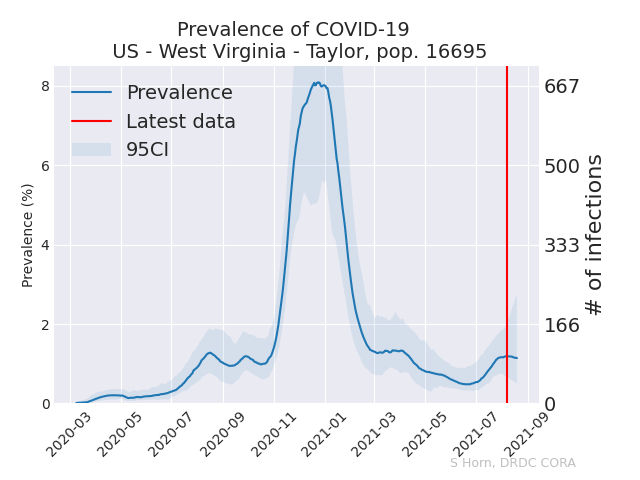 Prevalence of COVID-19
US - West Virginia - Taylor, pop. 16695
Prevalence
Latest data
95CI
Prevalence (%)
8
6
4
2
0
667
500
333
166
0
# of infections
2020-03
2020-05
2020-07
2020-09
2020-11
2021-01
2021-03
2021-05
2021-07
2021-09
S Horn, DRDC CORA